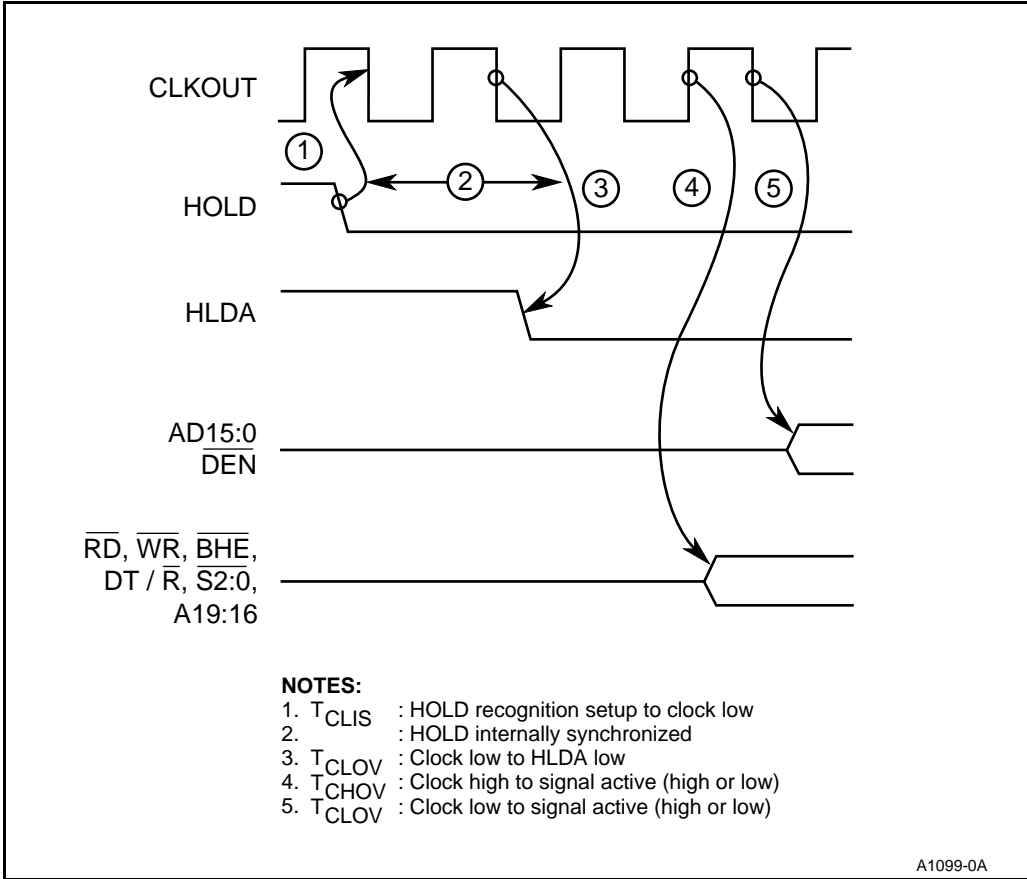 CLKOUT
1
2
3
4
5
HOLD
HLDA
AD15:0
DEN
RD, WR, BHE,
DT / R, S2:0,
A19:16
NOTES:
1. TCLIS : HOLD recognition setup to clock low
2. : HOLD internally synchronized
3. TCLOV : Clock low to HLDA low
4. TCHOV : Clock high to signal active (high or low)
5. TCLOV : Clock low to signal active (high or low)
A1099-0A